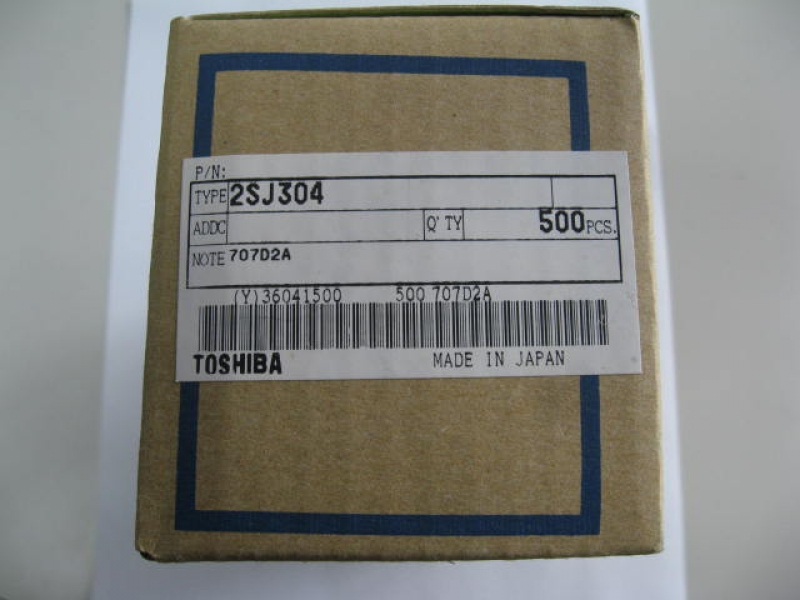 P/N:
TYPE 2SJ304
ADDC Q'TY 500 PCS.
NOTE 707D2A
(Y)36041500 500 707D2A
TOSHIBA MADE IN JAPAN